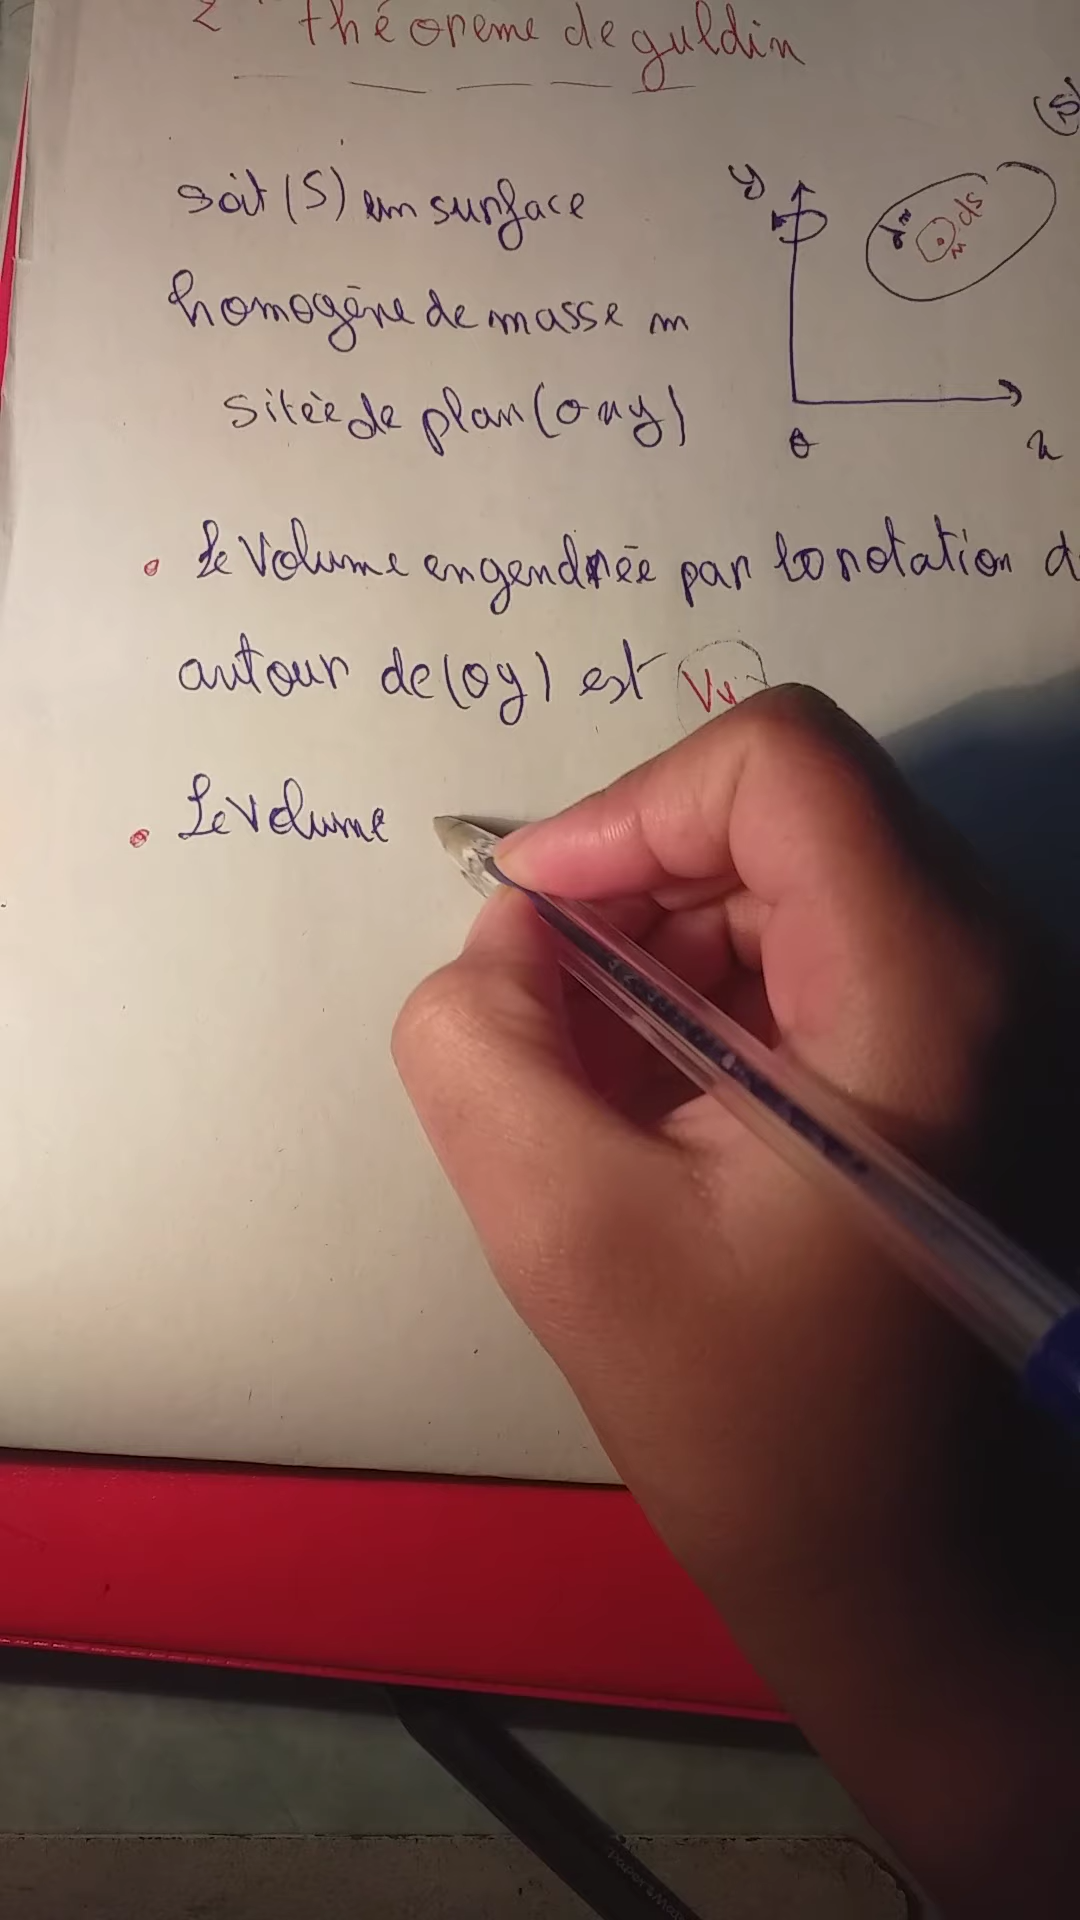 2 théoreme de guldin
(S)
soit (S) un surface
y
dm
ds
M
homogène de masse m
sitéè de plan (oxy)
o
x
. Le Volume engendrée par la rotation d
autour de (oy) est Vy
. Le Volume